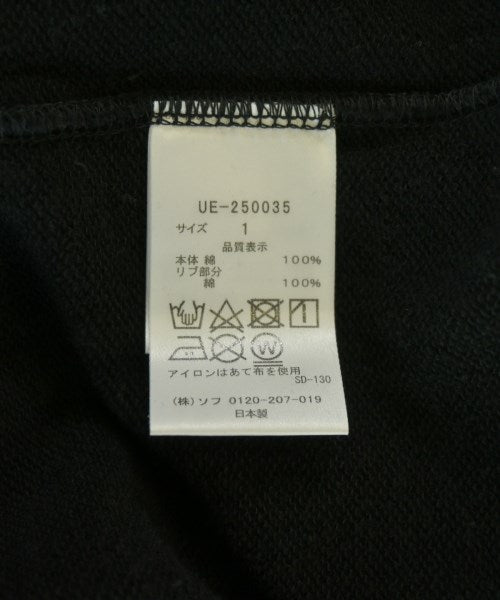 UE-250035
サイズ 1
品質表示
本体 綿 100%
リブ部分
綿 100%
W
アイロンはあて布を使用
SD-130
(株)ソフ 0120-207-019
日本製